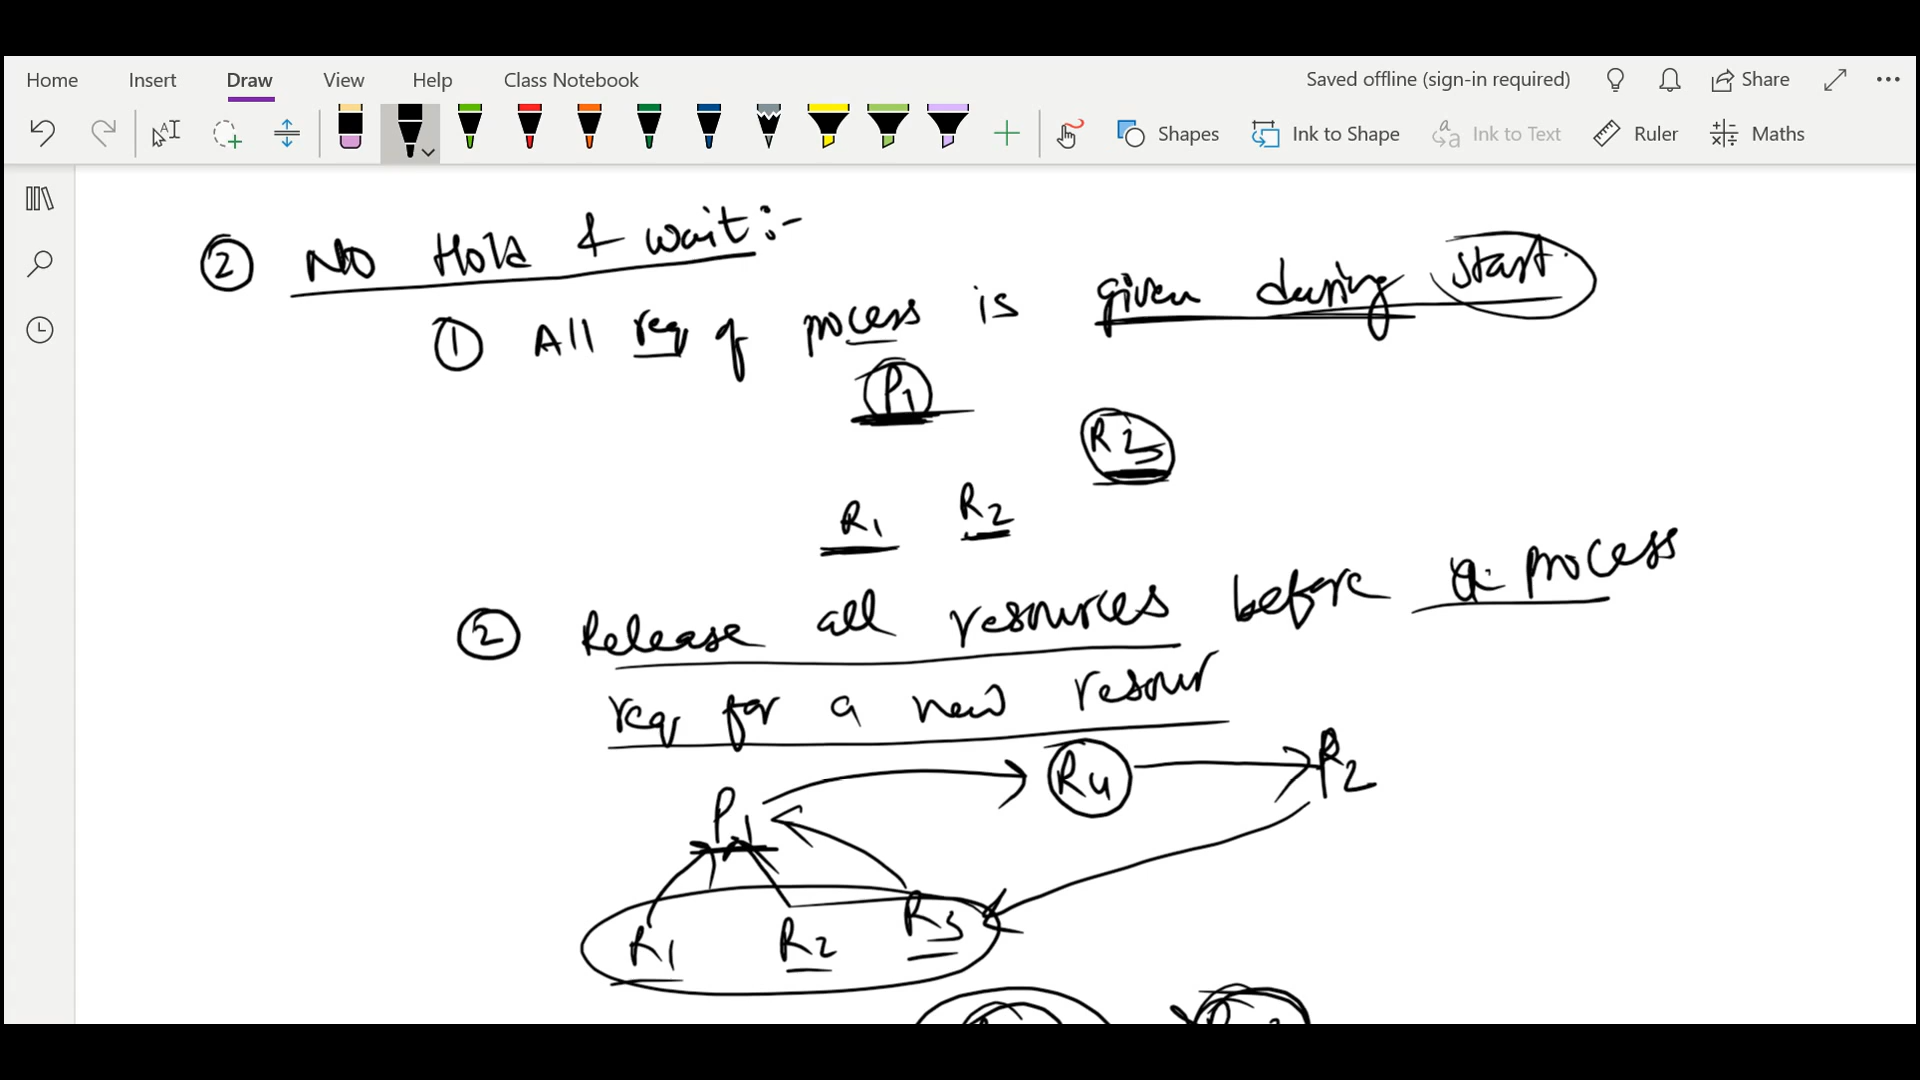 Home Insert Draw View Help Class Notebook Saved offline (sign-in required) Share
Shapes Ink to Shape Ink to Text Ruler Maths
② No Hold & wait:-
① All req of process is given during start
P1
R3
R1 R2
② Release all resources before a process
req for a new resour
R4 P2
P1
R1 R2 R3